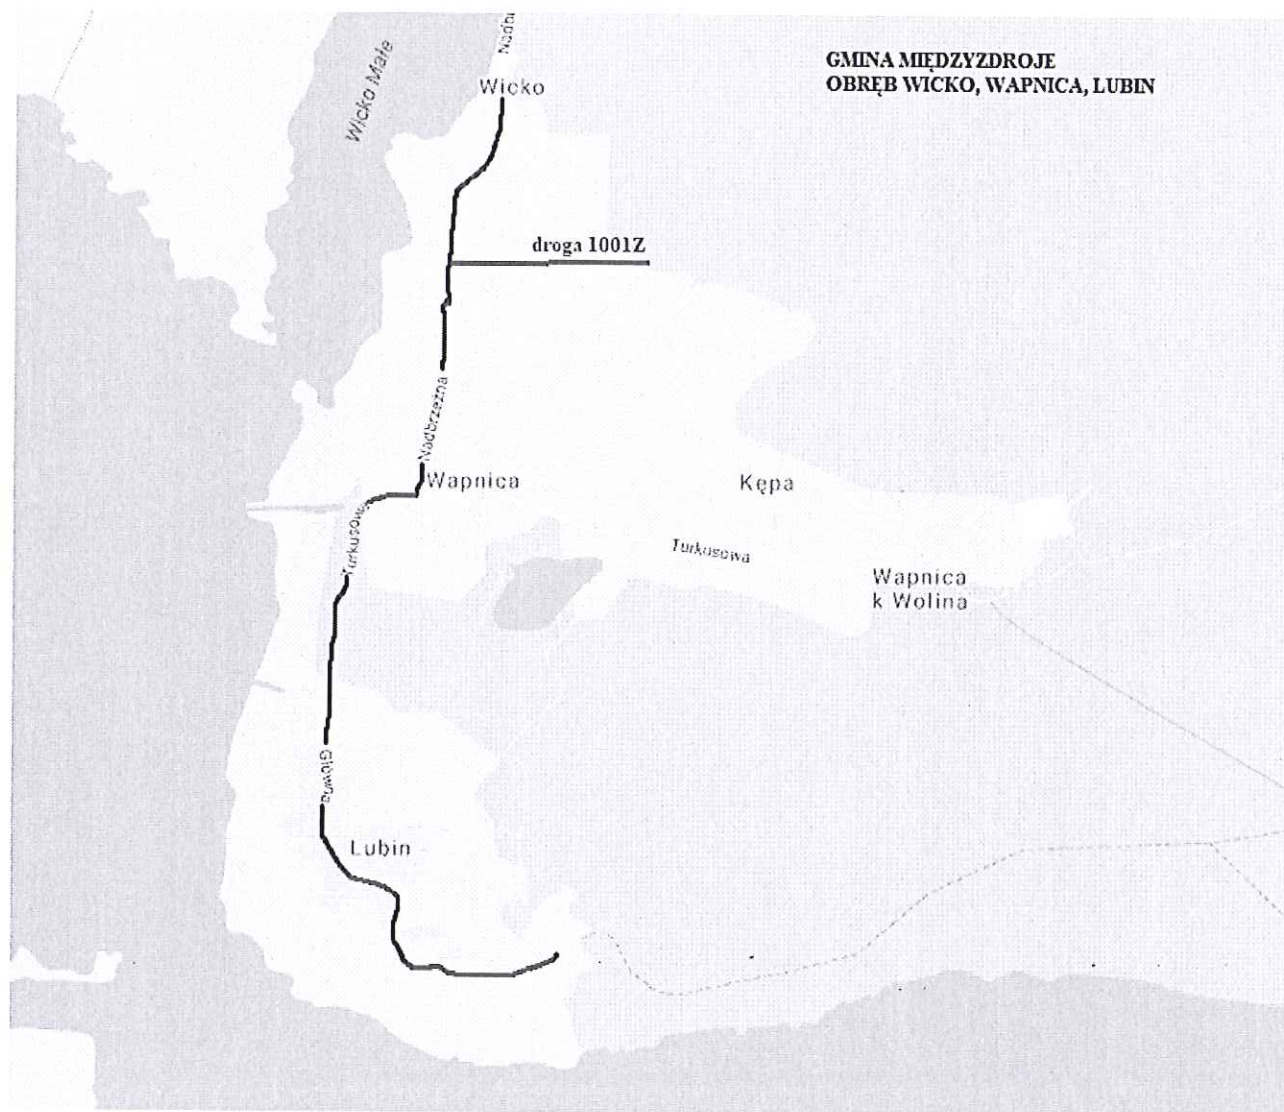 GMINA MIĘDZYZDROJE
OBRĘB WICKO, WAPNICA, LUBIN
Wicko Małe
Wicko
droga 1001Z
Nadbrzeżna
Wapnica
Kępa
Turkusowa
Turkusowa
Wapnica
k Wolina
Główna
Lubin